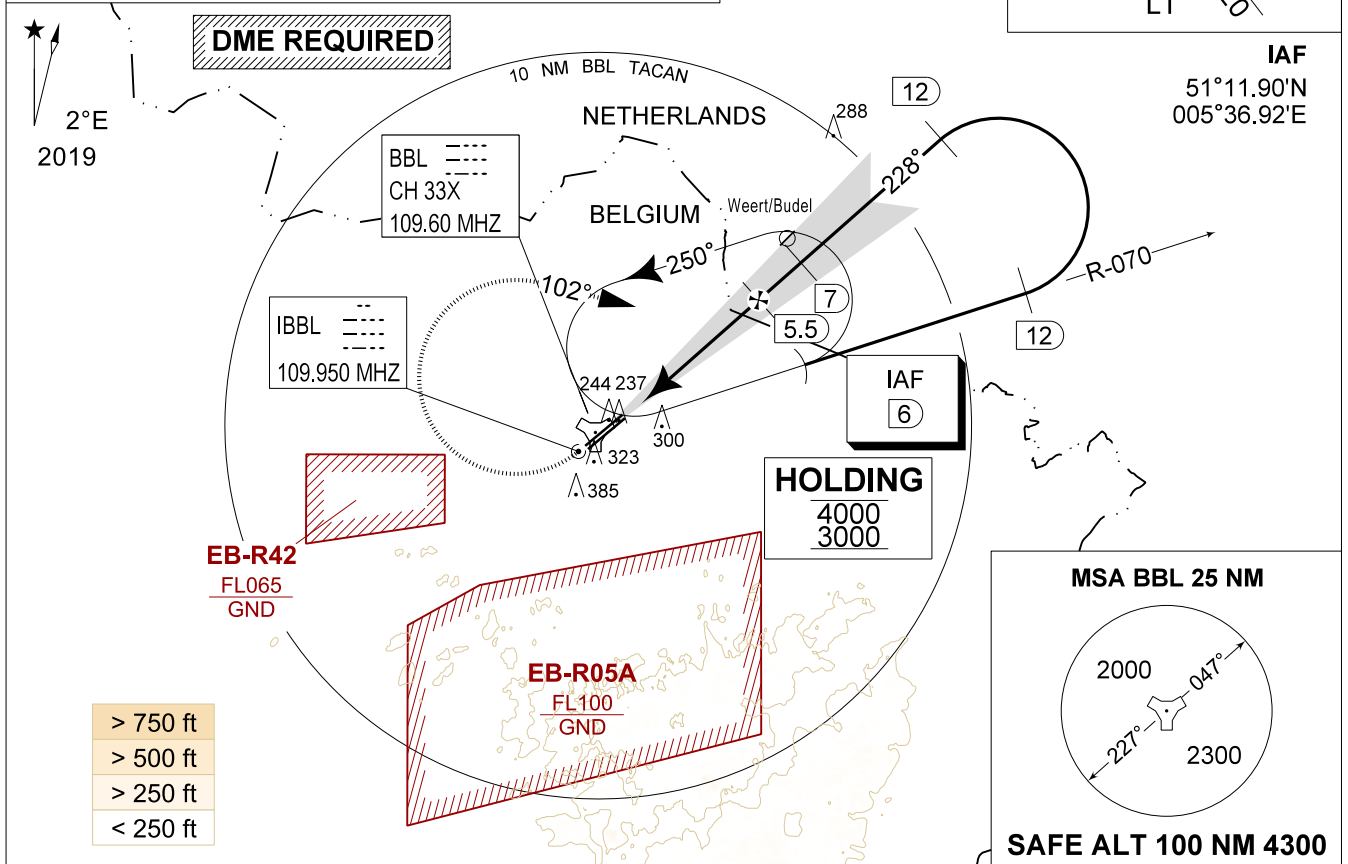 DME REQUIRED
LT
IAF
51°11.90'N
005°36.92'E
2°E
2019
10 NM BBL TACAN
NETHERLANDS
288
12
228°
BBL
CH 33X
109.60 MHZ
BELGIUM
Weert/Budel
250°
R-070
102°
7
5.5
12
IBBL
109.950 MHZ
IAF
6
244
237
300
323
385
HOLDING
4000
3000
EB-R42
FL065
GND
EB-R05A
FL100
GND
MSA BBL 25 NM
2000
047°
227°
2300
SAFE ALT 100 NM 4300
> 750 ft
> 500 ft
> 250 ft
< 250 ft